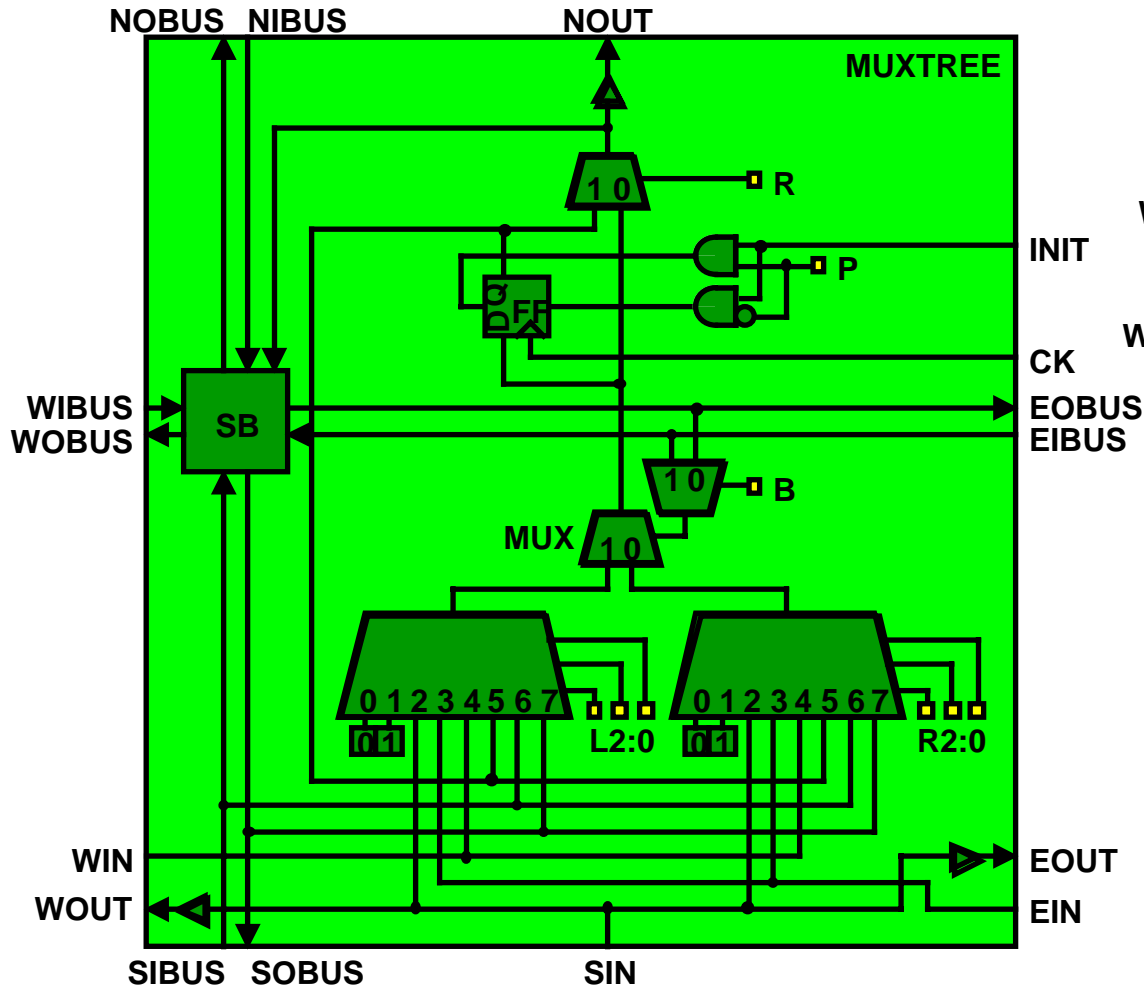 NOBUS NIBUS NOUT
MUXTREE
1 0
R
INIT
P
D Q
FF
CK
WIBUS
WOBUS
SB
EOBUS
EIBUS
1 0
B
MUX
1 0
0 1 2 3 4 5 6 7
0 1 2 3 4 5 6 7
0 1
L2:0
0 1
R2:0
WIN
EOUT
WOUT
EIN
SIBUS SOBUS SIN
W
W